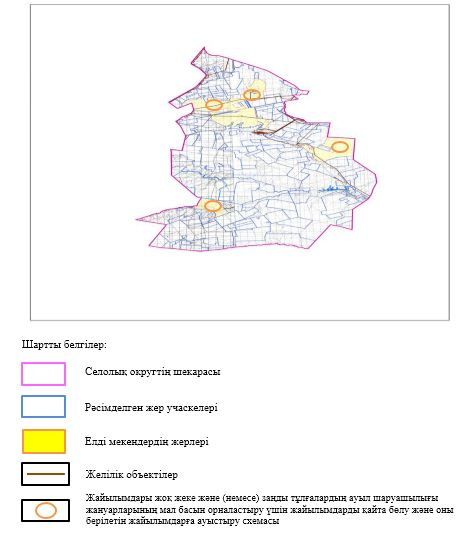 Шартты белгілер:
Селолық округтің шекарасы
Рәсімделген жер учаскелері
Елді мекендердің жерлері
Желілік объектілер
Жайылымдары жоқ жеке және (немесе) заңды тұлғалардың ауыл шаруашылығы
жануарларының мал басын орналастыру үшін жайылымдарды қайта бөлу және оны
берілетін жайылымдарға ауыстыру схемасы